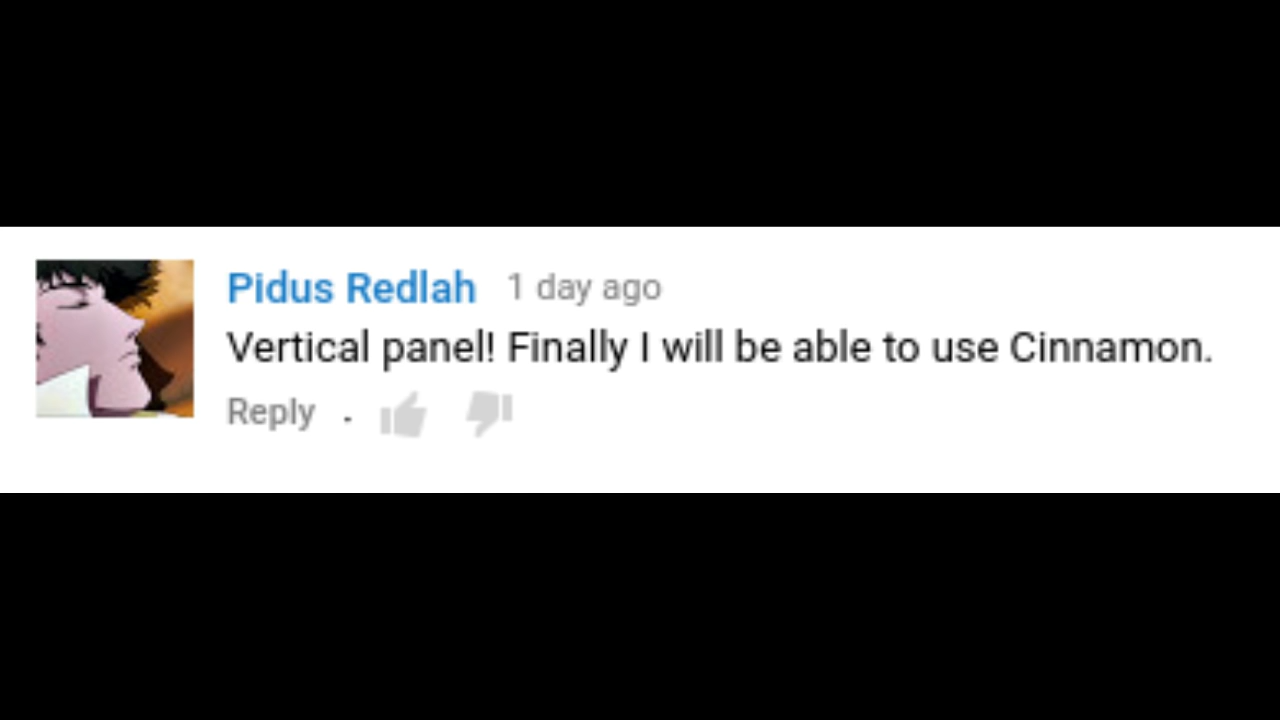 Pidus Redlah 1 day ago
Vertical panel! Finally I will be able to use Cinnamon.
Reply .